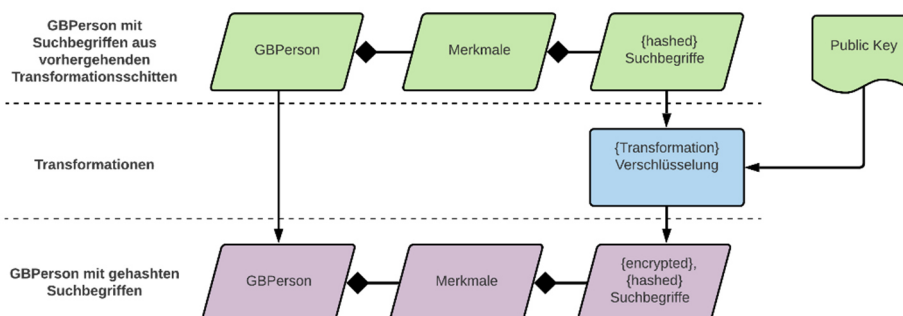 GBPerson mit
Suchbegriffen aus
vorhergehenden
Transformationsschitten
GBPerson
Merkmale
{hashed}
Suchbegriffe
Public Key
Transformationen
{Transformation}
Verschlüsselung
GBPerson mit gehashten
Suchbegriffen
GBPerson
Merkmale
{encrypted},
{hashed}
Suchbegriffe